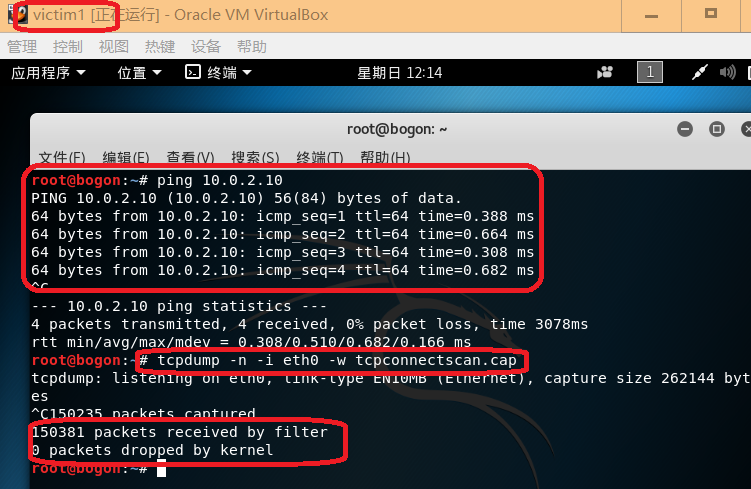 victim1 [正在运行] - Oracle VM VirtualBox
管理 控制 视图 热键 设备 帮助
应用程序 位置 终端 星期日 12:14 1
root@bogon: ~
文件(F) 编辑(E) 查看(V) 搜索(S) 终端(T) 帮助(H)
root@bogon:~# ping 10.0.2.10
PING 10.0.2.10 (10.0.2.10) 56(84) bytes of data.
64 bytes from 10.0.2.10: icmp_seq=1 ttl=64 time=0.388 ms
64 bytes from 10.0.2.10: icmp_seq=2 ttl=64 time=0.664 ms
64 bytes from 10.0.2.10: icmp_seq=3 ttl=64 time=0.308 ms
64 bytes from 10.0.2.10: icmp_seq=4 ttl=64 time=0.682 ms
^C
--- 10.0.2.10 ping statistics ---
4 packets transmitted, 4 received, 0% packet loss, time 3078ms
rtt min/avg/max/mdev = 0.308/0.510/0.682/0.166 ms
root@bogon:~# tcpdump -n -i eth0 -w tcpconnectscan.cap
tcpdump: listening on eth0, link-type EN10MB (Ethernet), capture size 262144 byt
es
^C150235 packets captured
150381 packets received by filter
0 packets dropped by kernel
root@bogon:~#